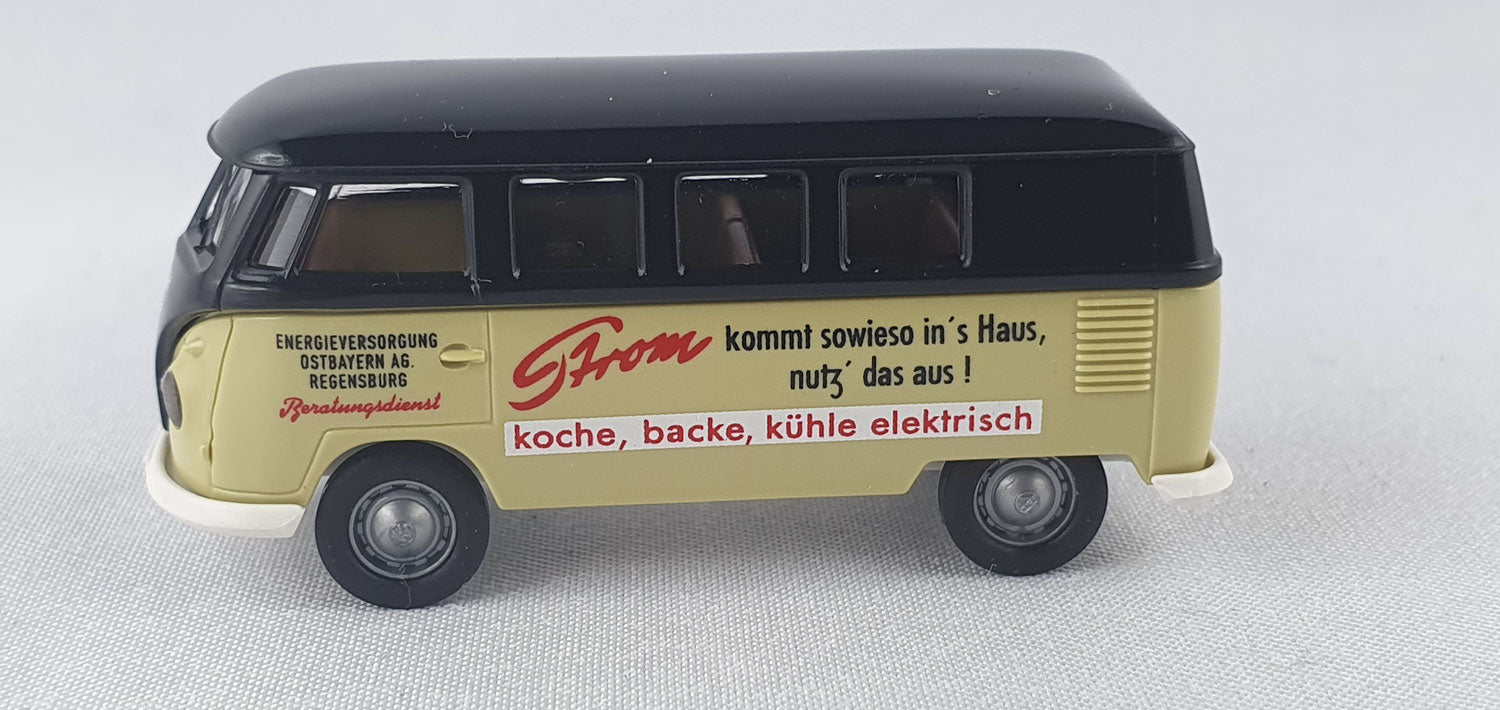 ENERGIEVERSORGUNG
OSTBAYERN AG.
REGENSBURG
Beratungsdienst
Strom kommt sowieso in´s Haus,
nutz´ das aus !
koche, backe, kühle elektrisch